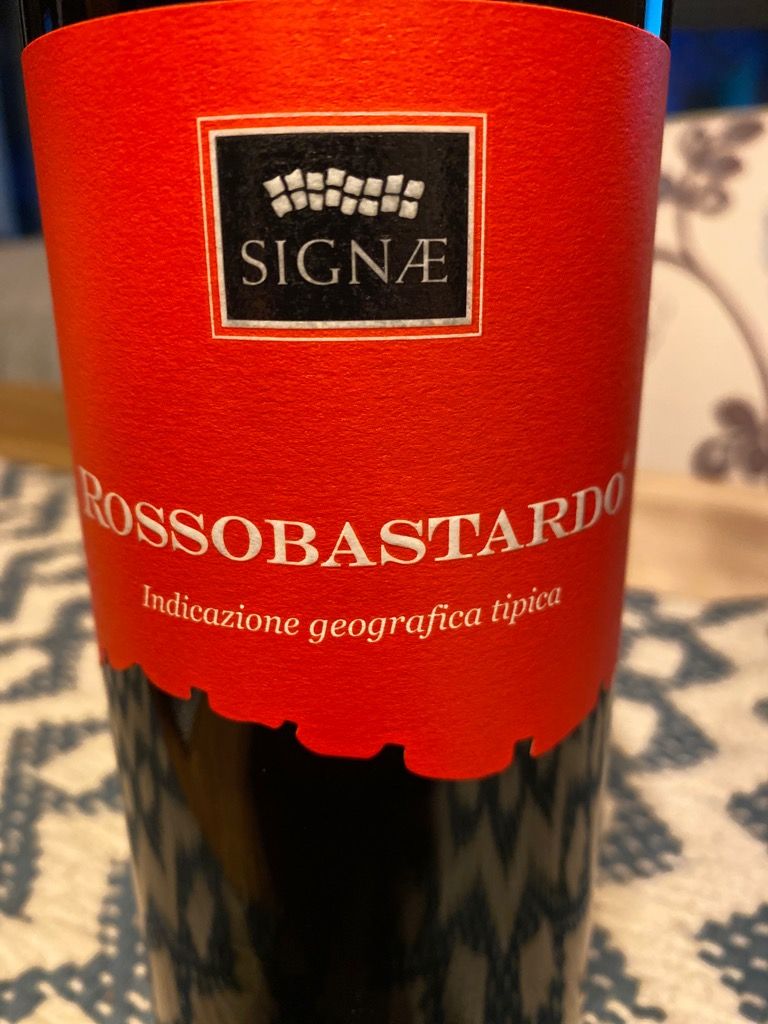 SIGNÆ
ROSSOBASTARDO®
Indicazione geografica tipica